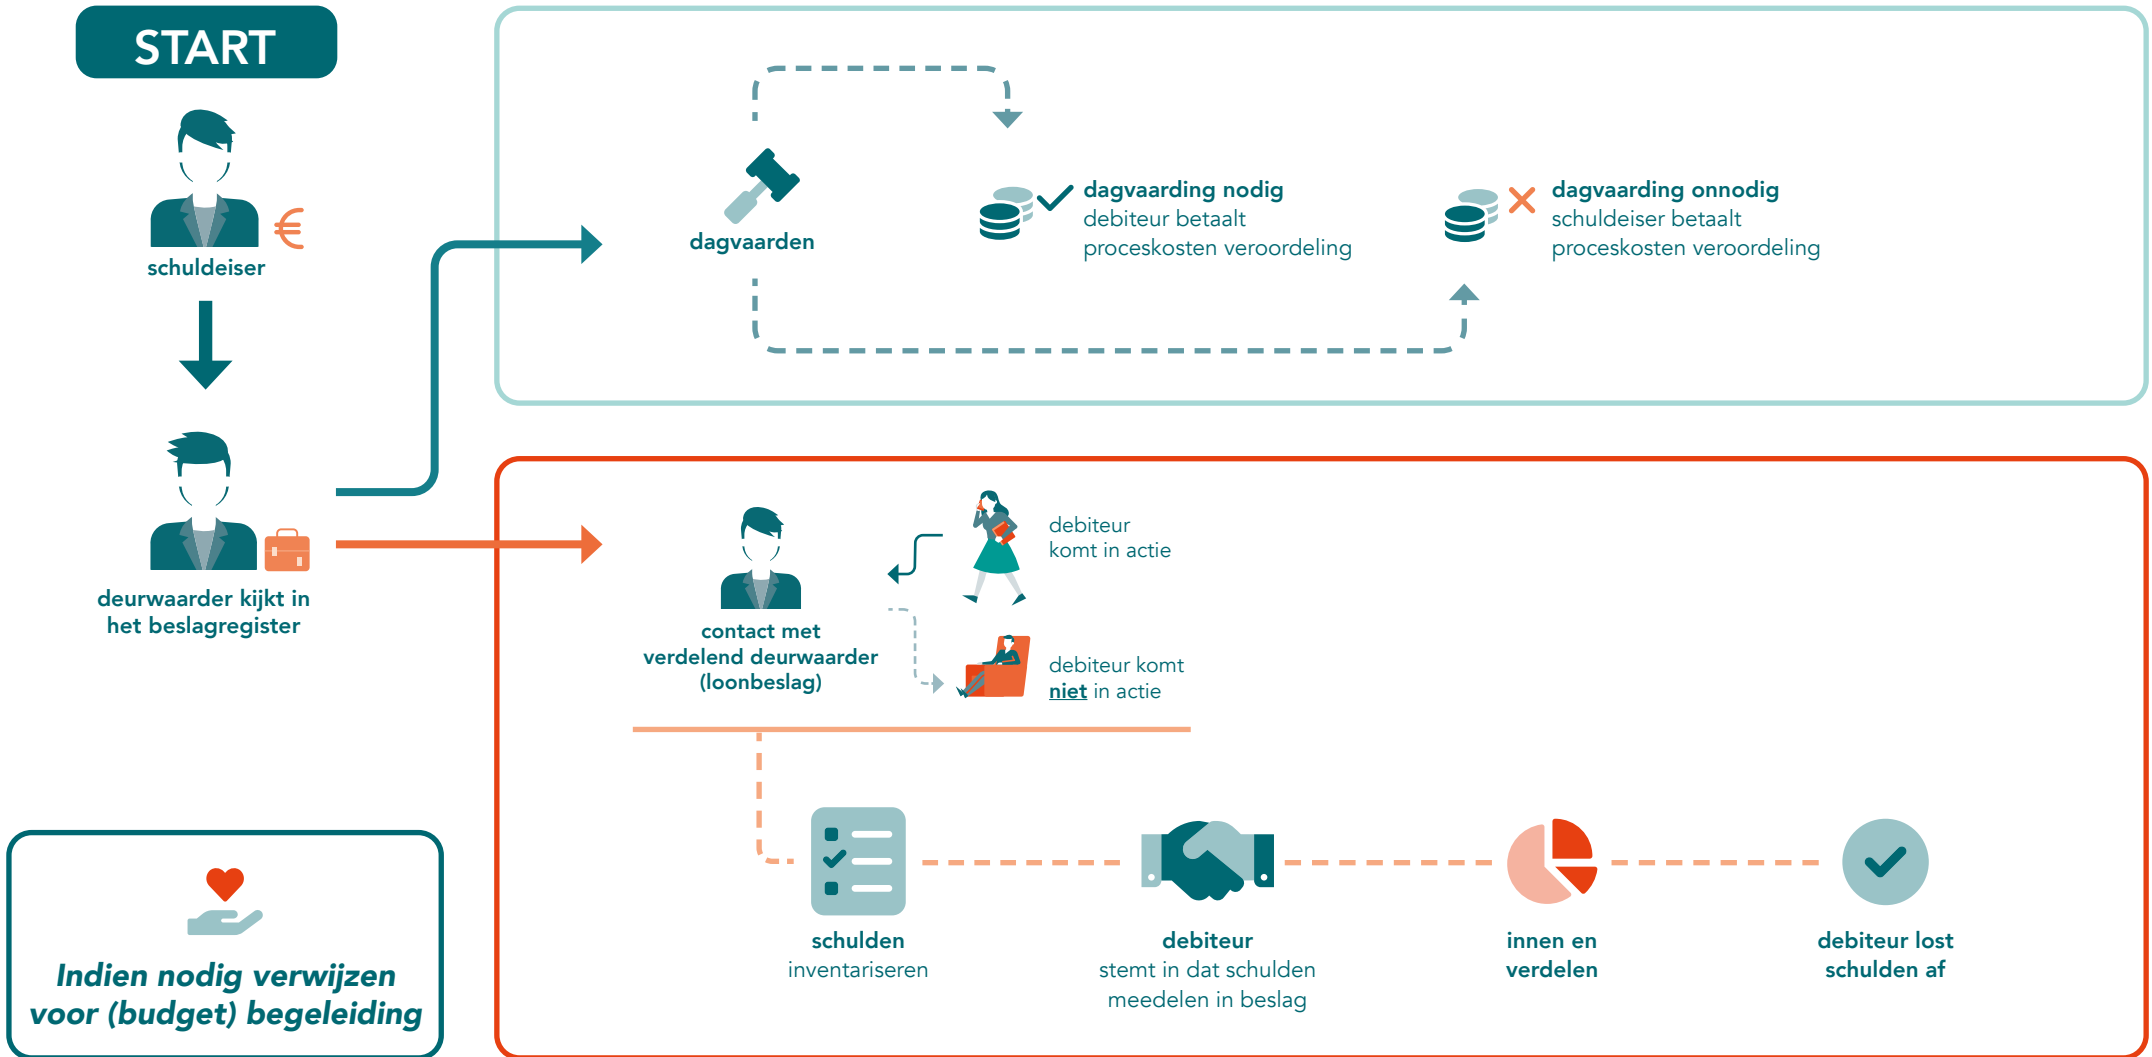 START
schuldeiser
deurwaarder kijkt in
het beslagregister
dagvaarden
dagvaarding nodig
debiteur betaalt
proceskosten veroordeling
dagvaarding onnodig
schuldeiser betaalt
proceskosten veroordeling
contact met
verdelend deurwaarder
(loonbeslag)
debiteur
komt in actie
debiteur komt
niet in actie
schulden
inventariseren
debiteur
stemt in dat schulden
meedelen in beslag
innen en
verdelen
debiteur lost
schulden af
Indien nodig verwijzen
voor (budget) begeleiding